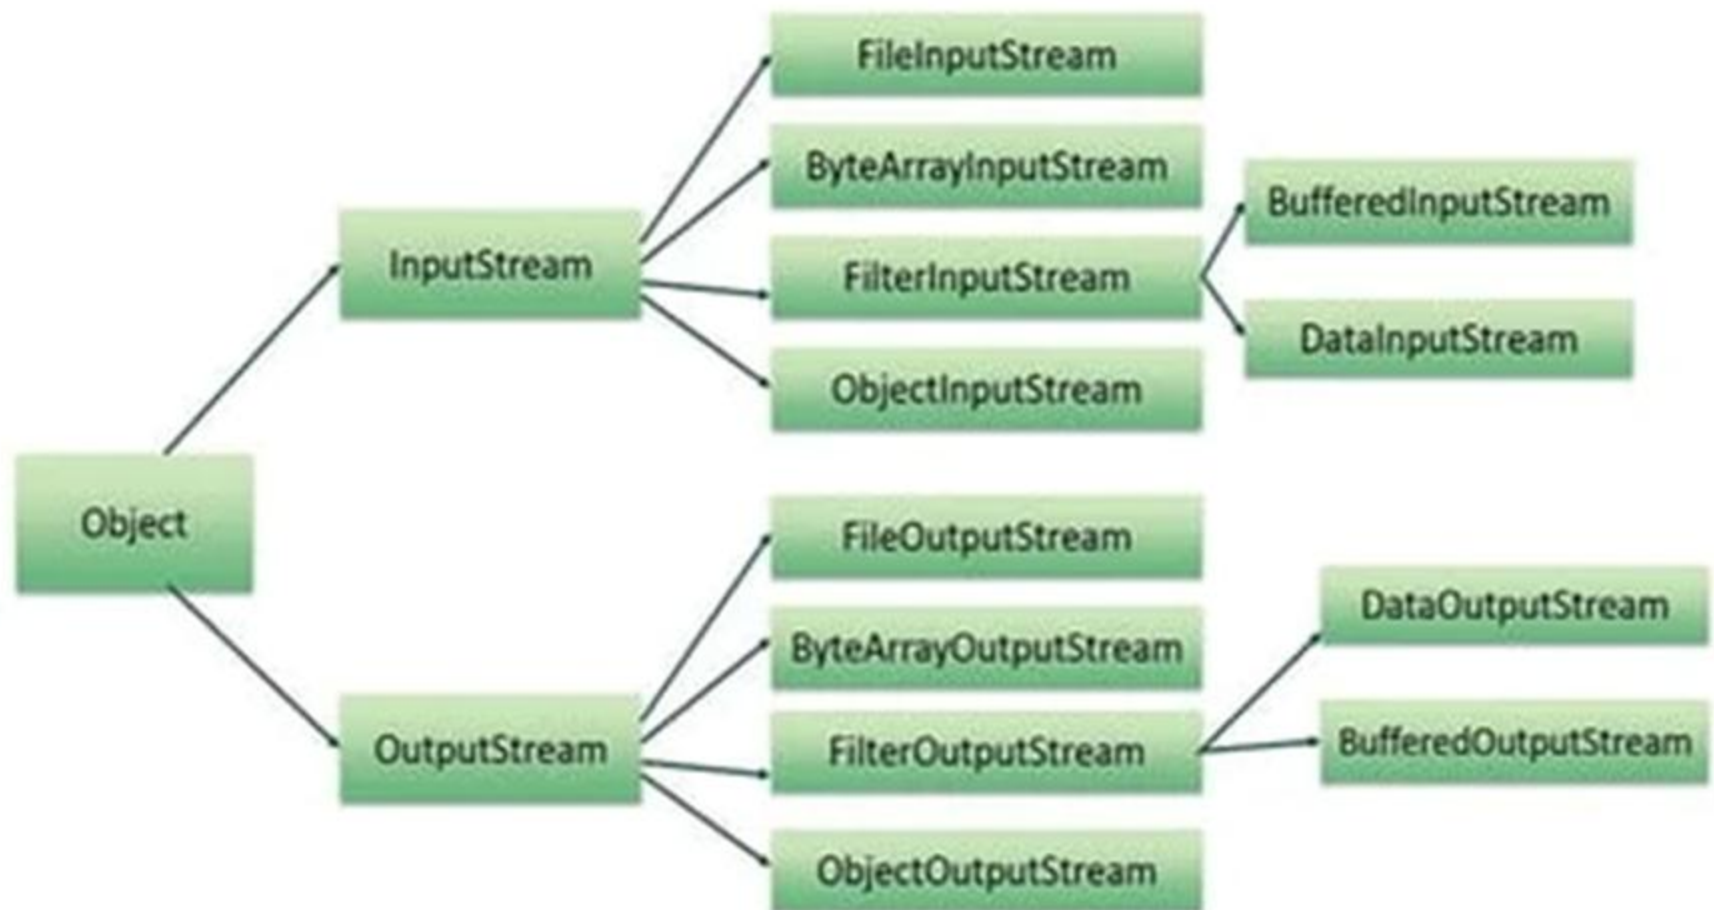 FileInputStream
ByteArrayInputStream
BufferedInputStream
InputStream
FilterInputStream
DataInputStream
ObjectInputStream
Object
FileOutputStream
DataOutputStream
ByteArrayOutputStream
OutputStream
FilterOutputStream
BufferedOutputStream
ObjectOutputStream